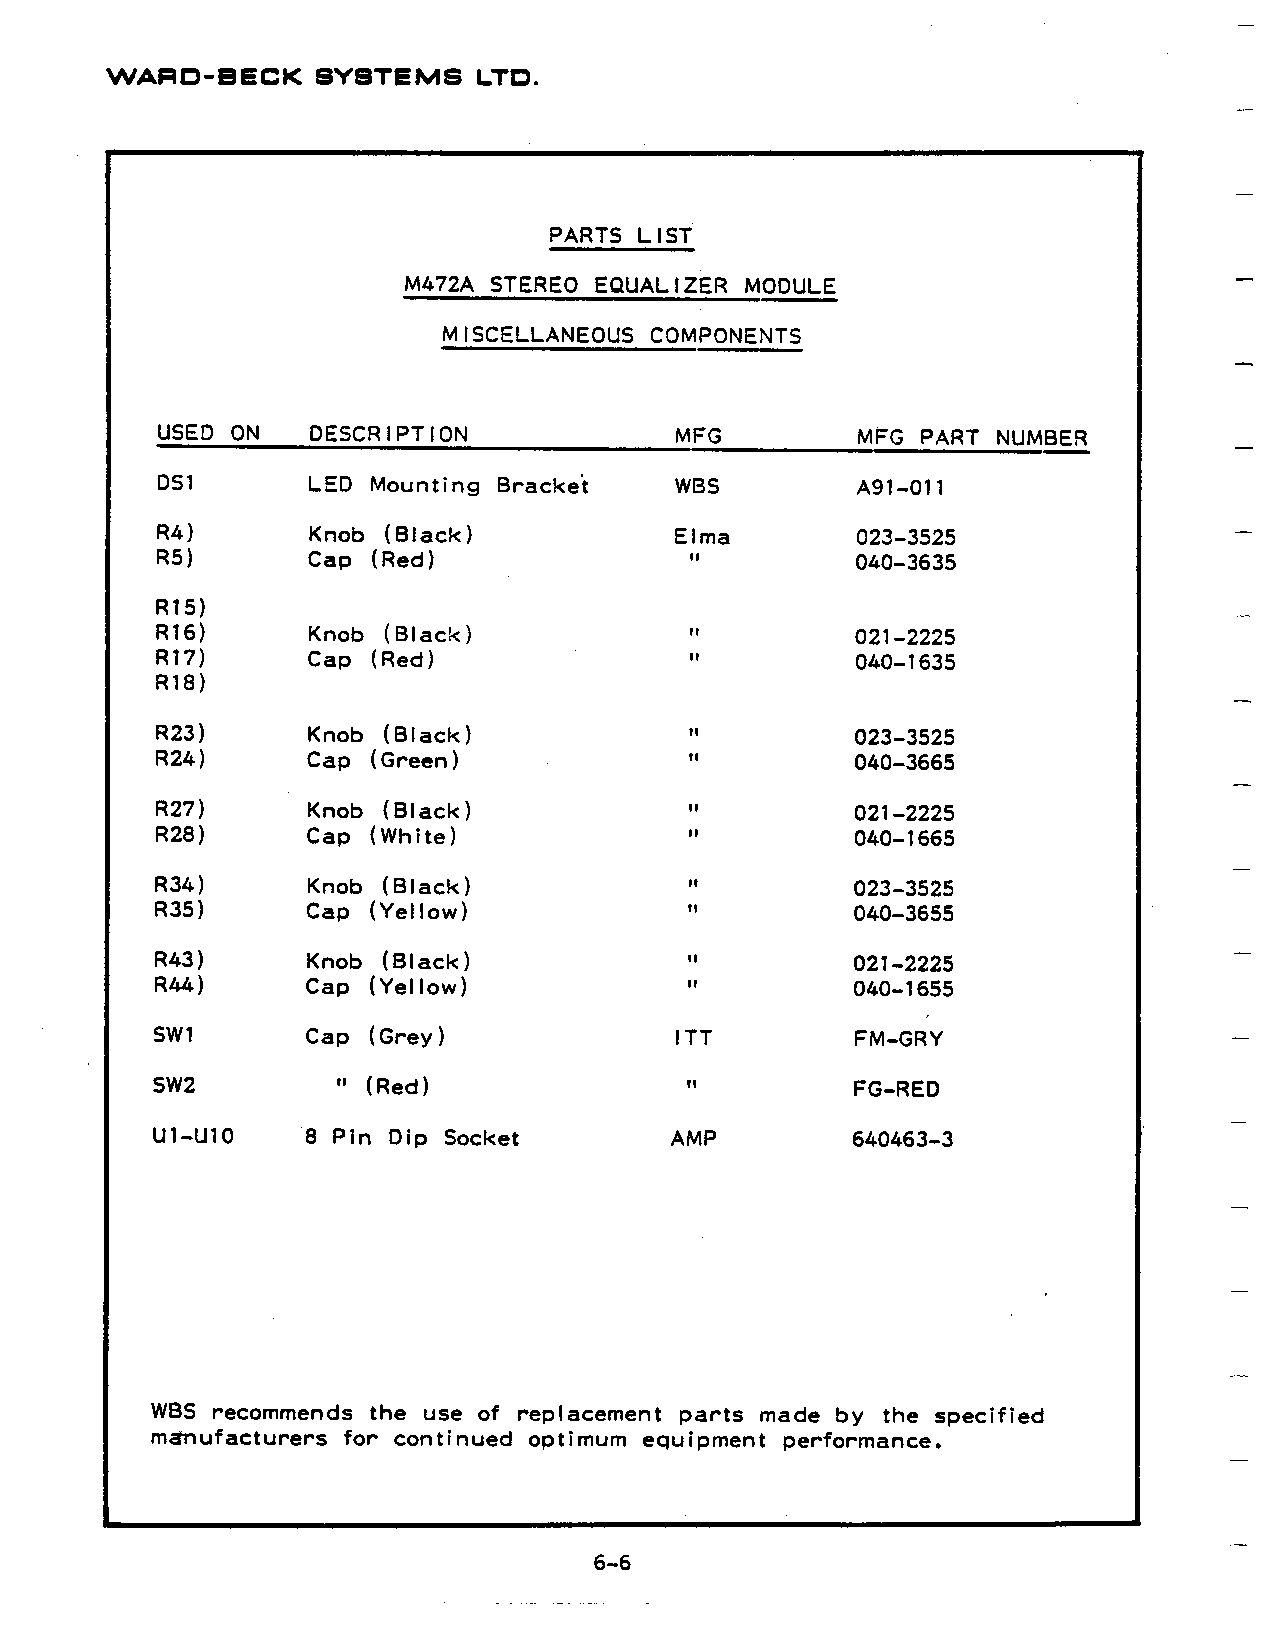 WARD-BECK SYSTEMS LTD.
PARTS LIST
M472A STEREO EQUALIZER MODULE
MISCELLANEOUS COMPONENTS
USED ON DESCRIPTION MFG MFG PART NUMBER
DS1 LED Mounting Bracket WBS A91-011
R4) Knob (Black) Elma 023-3525
R5) Cap (Red) " 040-3635
R15)
R16) Knob (Black) " 021-2225
R17) Cap (Red) " 040-1635
R18)
R23) Knob (Black) " 023-3525
R24) Cap (Green) " 040-3665
R27) Knob (Black) " 021-2225
R28) Cap (White) " 040-1665
R34) Knob (Black) " 023-3525
R35) Cap (Yellow) " 040-3655
R43) Knob (Black) " 021-2225
R44) Cap (Yellow) " 040-1655
SW1 Cap (Grey) ITT FM-GRY
SW2 " (Red) " FG-RED
U1-U10 8 Pin Dip Socket AMP 640463-3
WBS recommends the use of replacement parts made by the specified
manufacturers for continued optimum equipment performance.
6-6